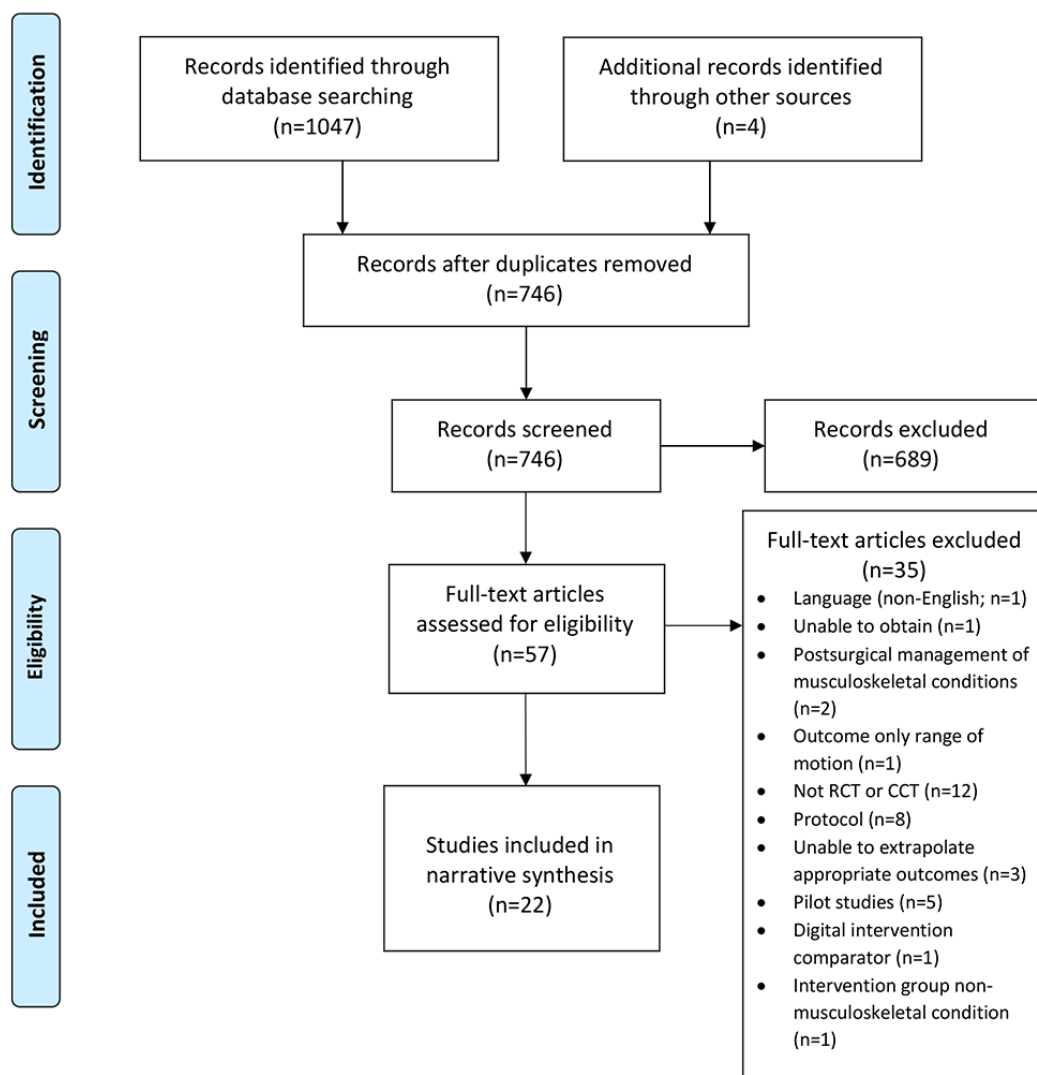 Identification
Records identified through
database searching
(n=1047)
Additional records identified
through other sources
(n=4)
Records after duplicates removed
(n=746)
Screening
Records screened
(n=746)
Records excluded
(n=689)
Eligibility
Full-text articles
assessed for eligibility
(n=57)
Full-text articles excluded
(n=35)
• Language (non-English; n=1)
• Unable to obtain (n=1)
• Postsurgical management of
musculoskeletal conditions
(n=2)
• Outcome only range of
motion (n=1)
• Not RCT or CCT (n=12)
• Protocol (n=8)
• Unable to extrapolate
appropriate outcomes (n=3)
• Pilot studies (n=5)
• Digital intervention
comparator (n=1)
• Intervention group non-
musculoskeletal condition
(n=1)
Included
Studies included in
narrative synthesis
(n=22)